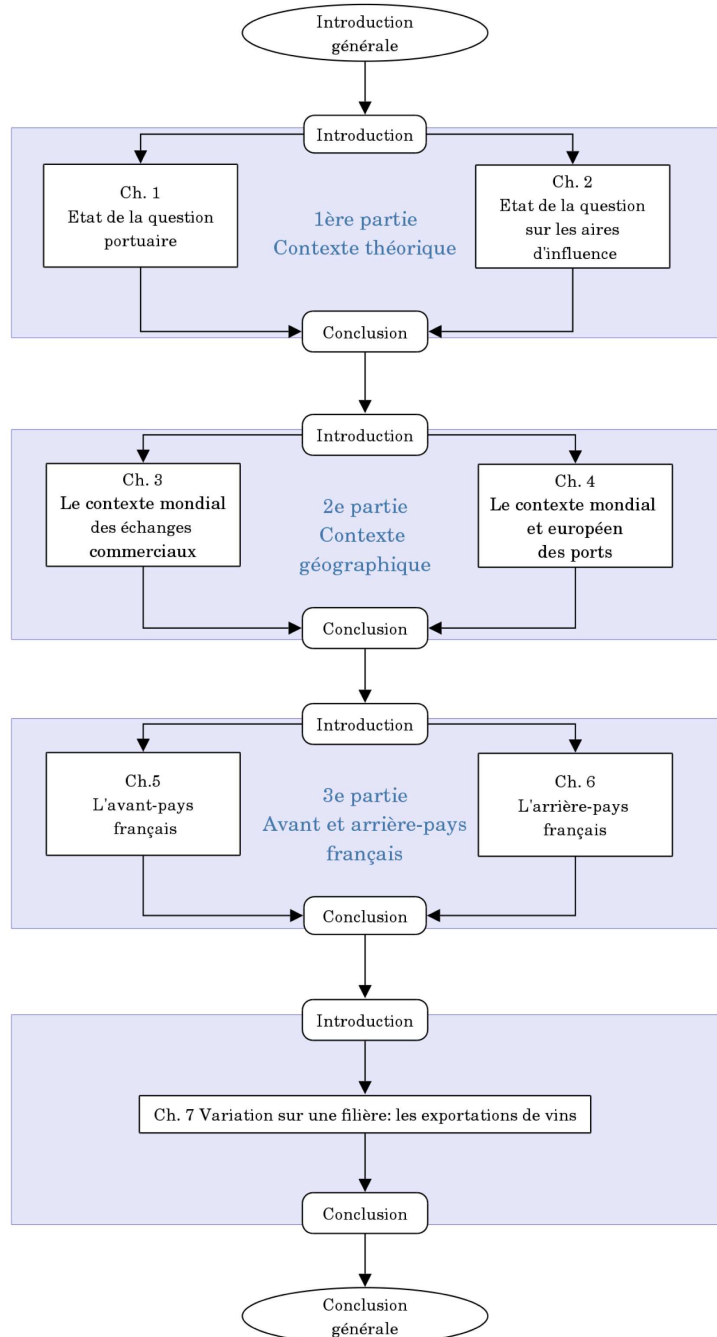 Introduction
générale
Introduction
Ch. 1
Etat de la question
portuaire
1ère partie
Contexte théorique
Ch. 2
Etat de la question
sur les aires
d'influence
Conclusion
Introduction
Ch. 3
Le contexte mondial
des échanges
commerciaux
2e partie
Contexte
géographique
Ch. 4
Le contexte mondial
et européen
des ports
Conclusion
Introduction
Ch.5
L'avant-pays
français
3e partie
Avant et arrière-pays
français
Ch. 6
L'arrière-pays
français
Conclusion
Introduction
Ch. 7 Variation sur une filière: les exportations de vins
Conclusion
Conclusion
générale